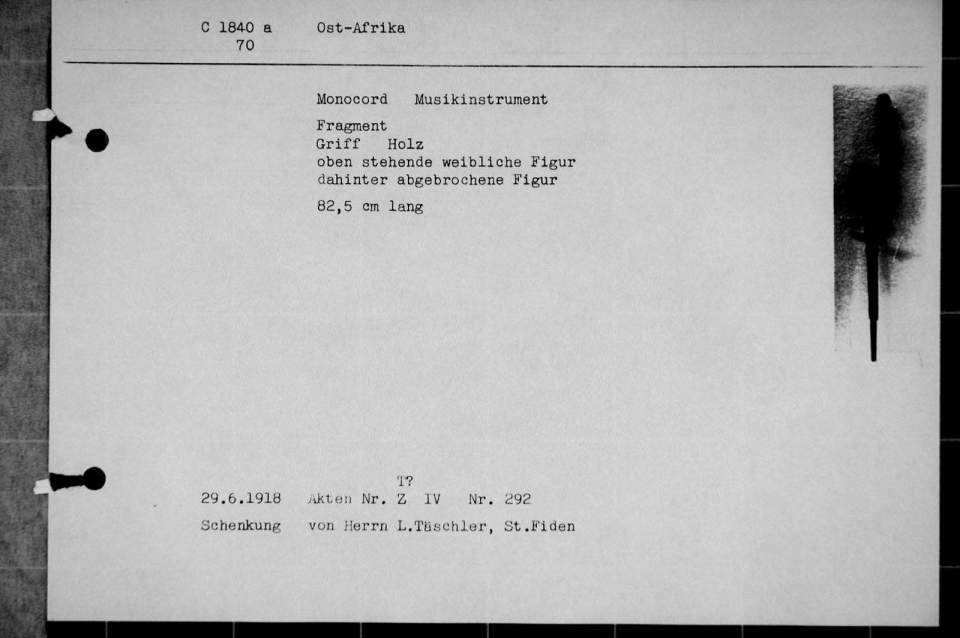 C 1840 a Ost-Afrika
70
Monocord Musikinstrument
Fragment
Griff Holz
oben stehende weibliche Figur
dahinter abgebrochene Figur
82,5 cm lang
T?
29.6.1918 Akten Nr. Z IV Nr. 292
Schenkung von Herrn L.Täschler, St.Fiden